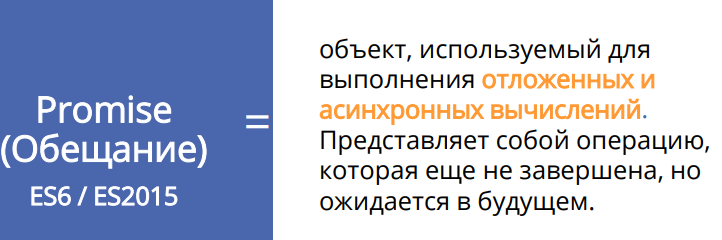 Promise
(Обещание)
ES6 / ES2015
=
объект, используемый для
выполнения отложенных и
асинхронных вычислений.
Представляет собой операцию,
которая еще не завершена, но
ожидается в будущем.